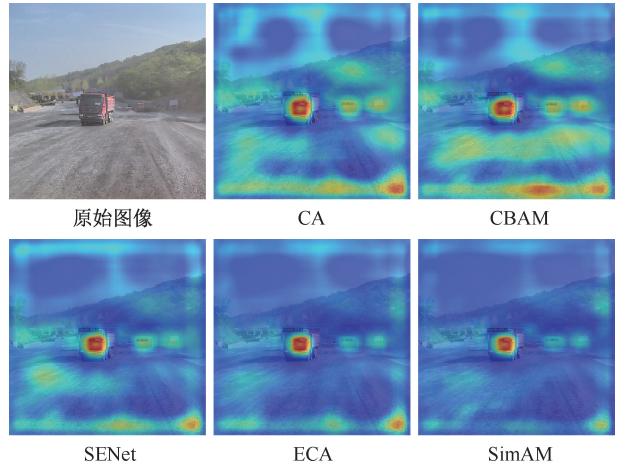 原始图像
CA
CBAM
SENet
ECA
SimAM